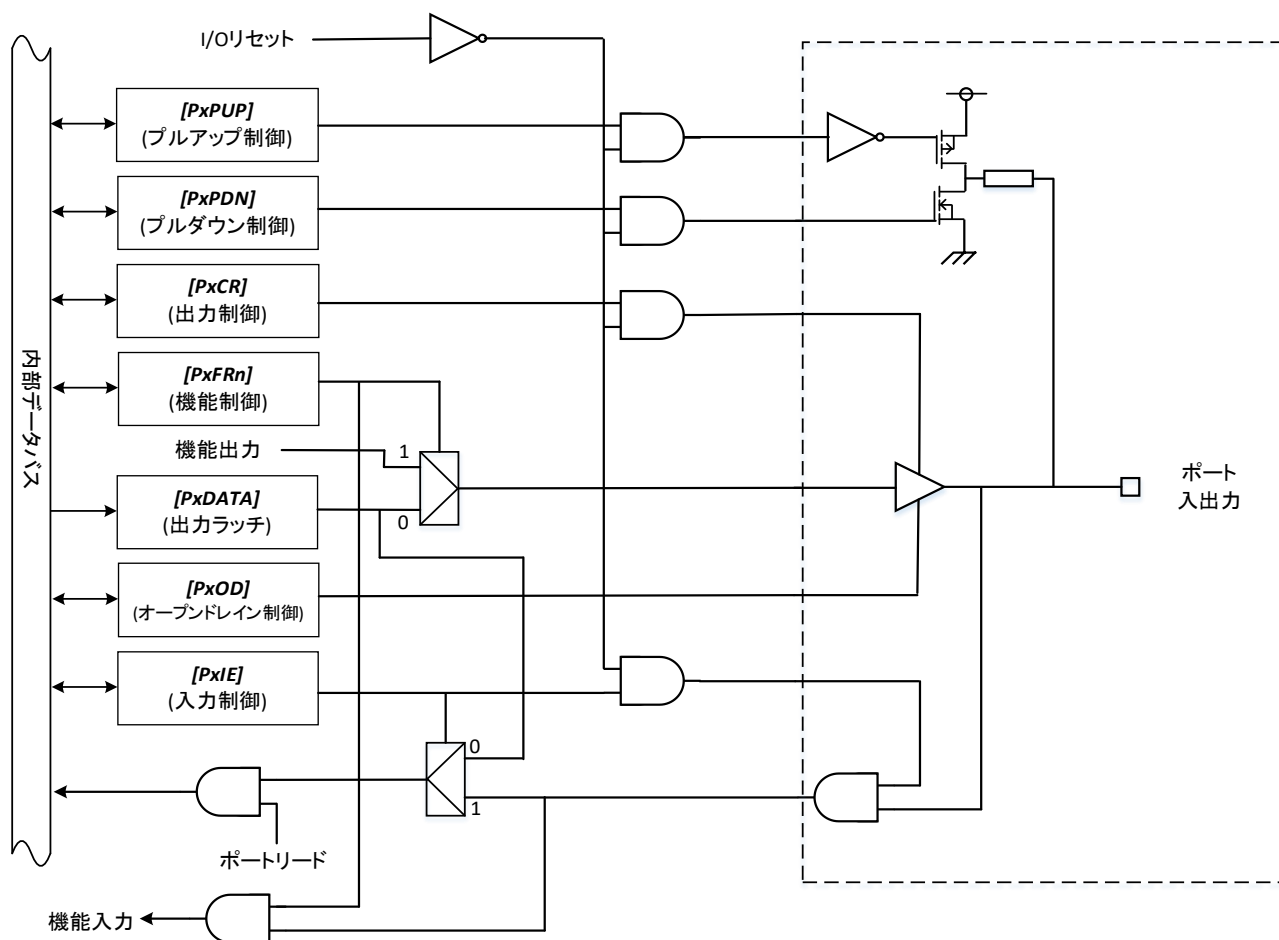 I/Oリセット
[PxPUP]
(プルアップ制御)
[PxPDN]
(プルダウン制御)
[PxCR]
(出力制御)
内部データバス
[PxFRn]
(機能制御)
機能出力
1
[PxDATA]
(出力ラッチ)
0
ポート
入出力
[PxOD]
(オープンドレイン制御)
[PxIE]
(入力制御)
0
1
ポートリード
機能入力